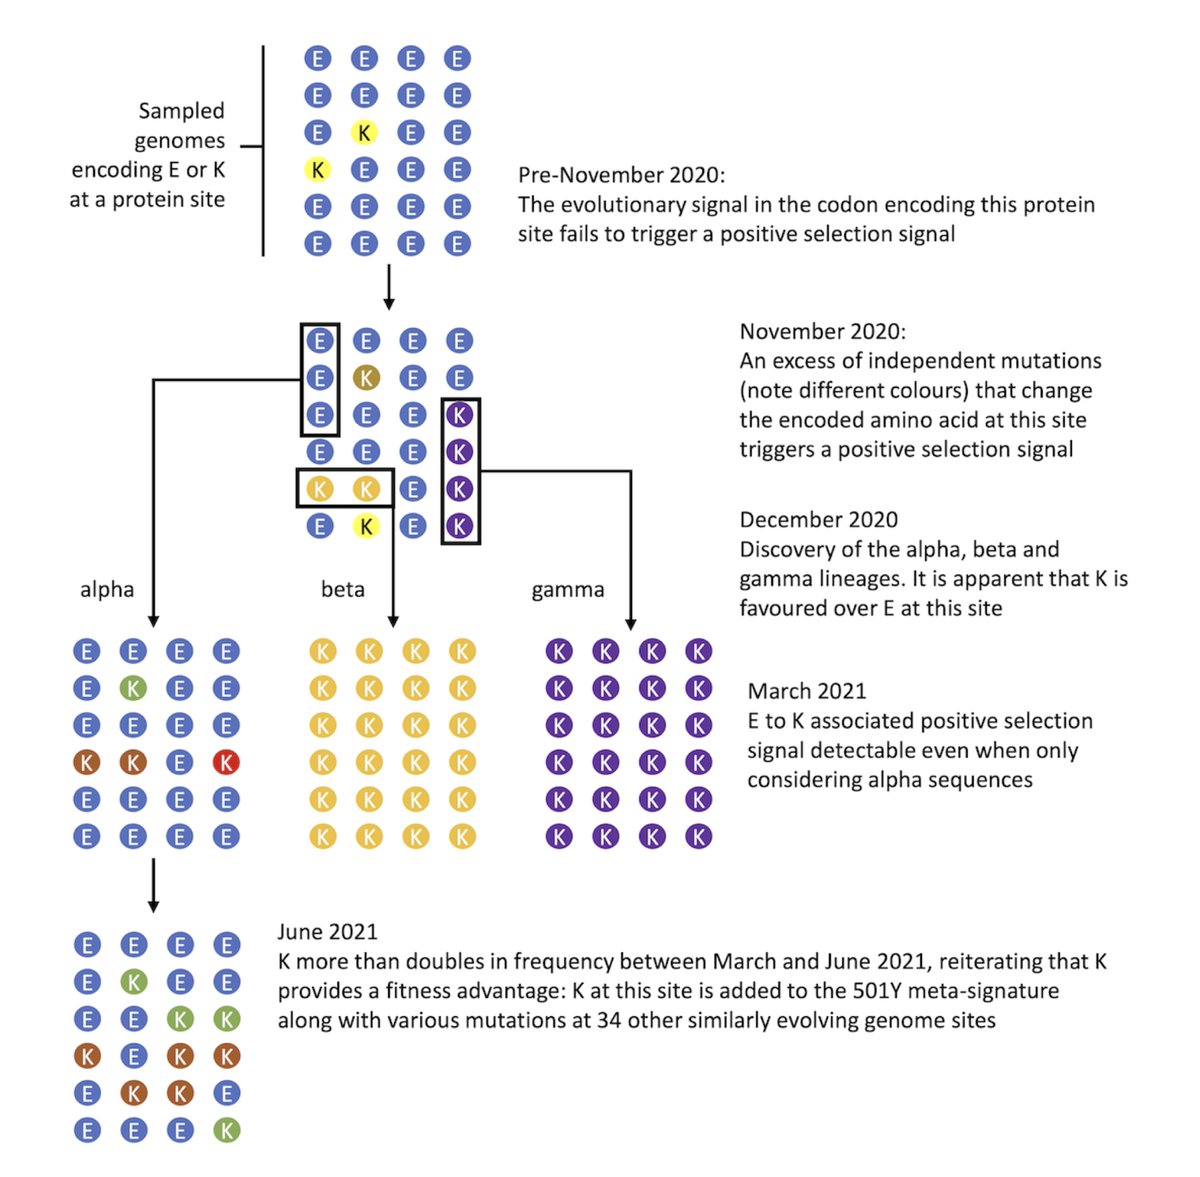 E E E E
E E E E
E K E E
K E E E
E E E E
E E E E
Sampled
genomes
encoding E or K
at a protein site
Pre-November 2020:
The evolutionary signal in the codon encoding this protein
site fails to trigger a positive selection signal
E E E E
E K E E
E E E K
E E E K
K K E K
E K E K
November 2020:
An excess of independent mutations
(note different colours) that change
the encoded amino acid at this site
triggers a positive selection signal
December 2020
Discovery of the alpha, beta and
gamma lineages. It is apparent that K is
favoured over E at this site
alpha
E E E E
E K E E
E E E E
K K E K
E E E E
E E E E
beta
K K K K
K K K K
K K K K
K K K K
K K K K
K K K K
gamma
K K K K
K K K K
K K K K
K K K K
K K K K
K K K K
March 2021
E to K associated positive selection
signal detectable even when only
considering alpha sequences
E E E E
E K E E
E E K K
K E K K
E K K E
E E E K
June 2021
K more than doubles in frequency between March and June 2021, reiterating that K
provides a fitness advantage: K at this site is added to the 501Y meta-signature
along with various mutations at 34 other similarly evolving genome sites